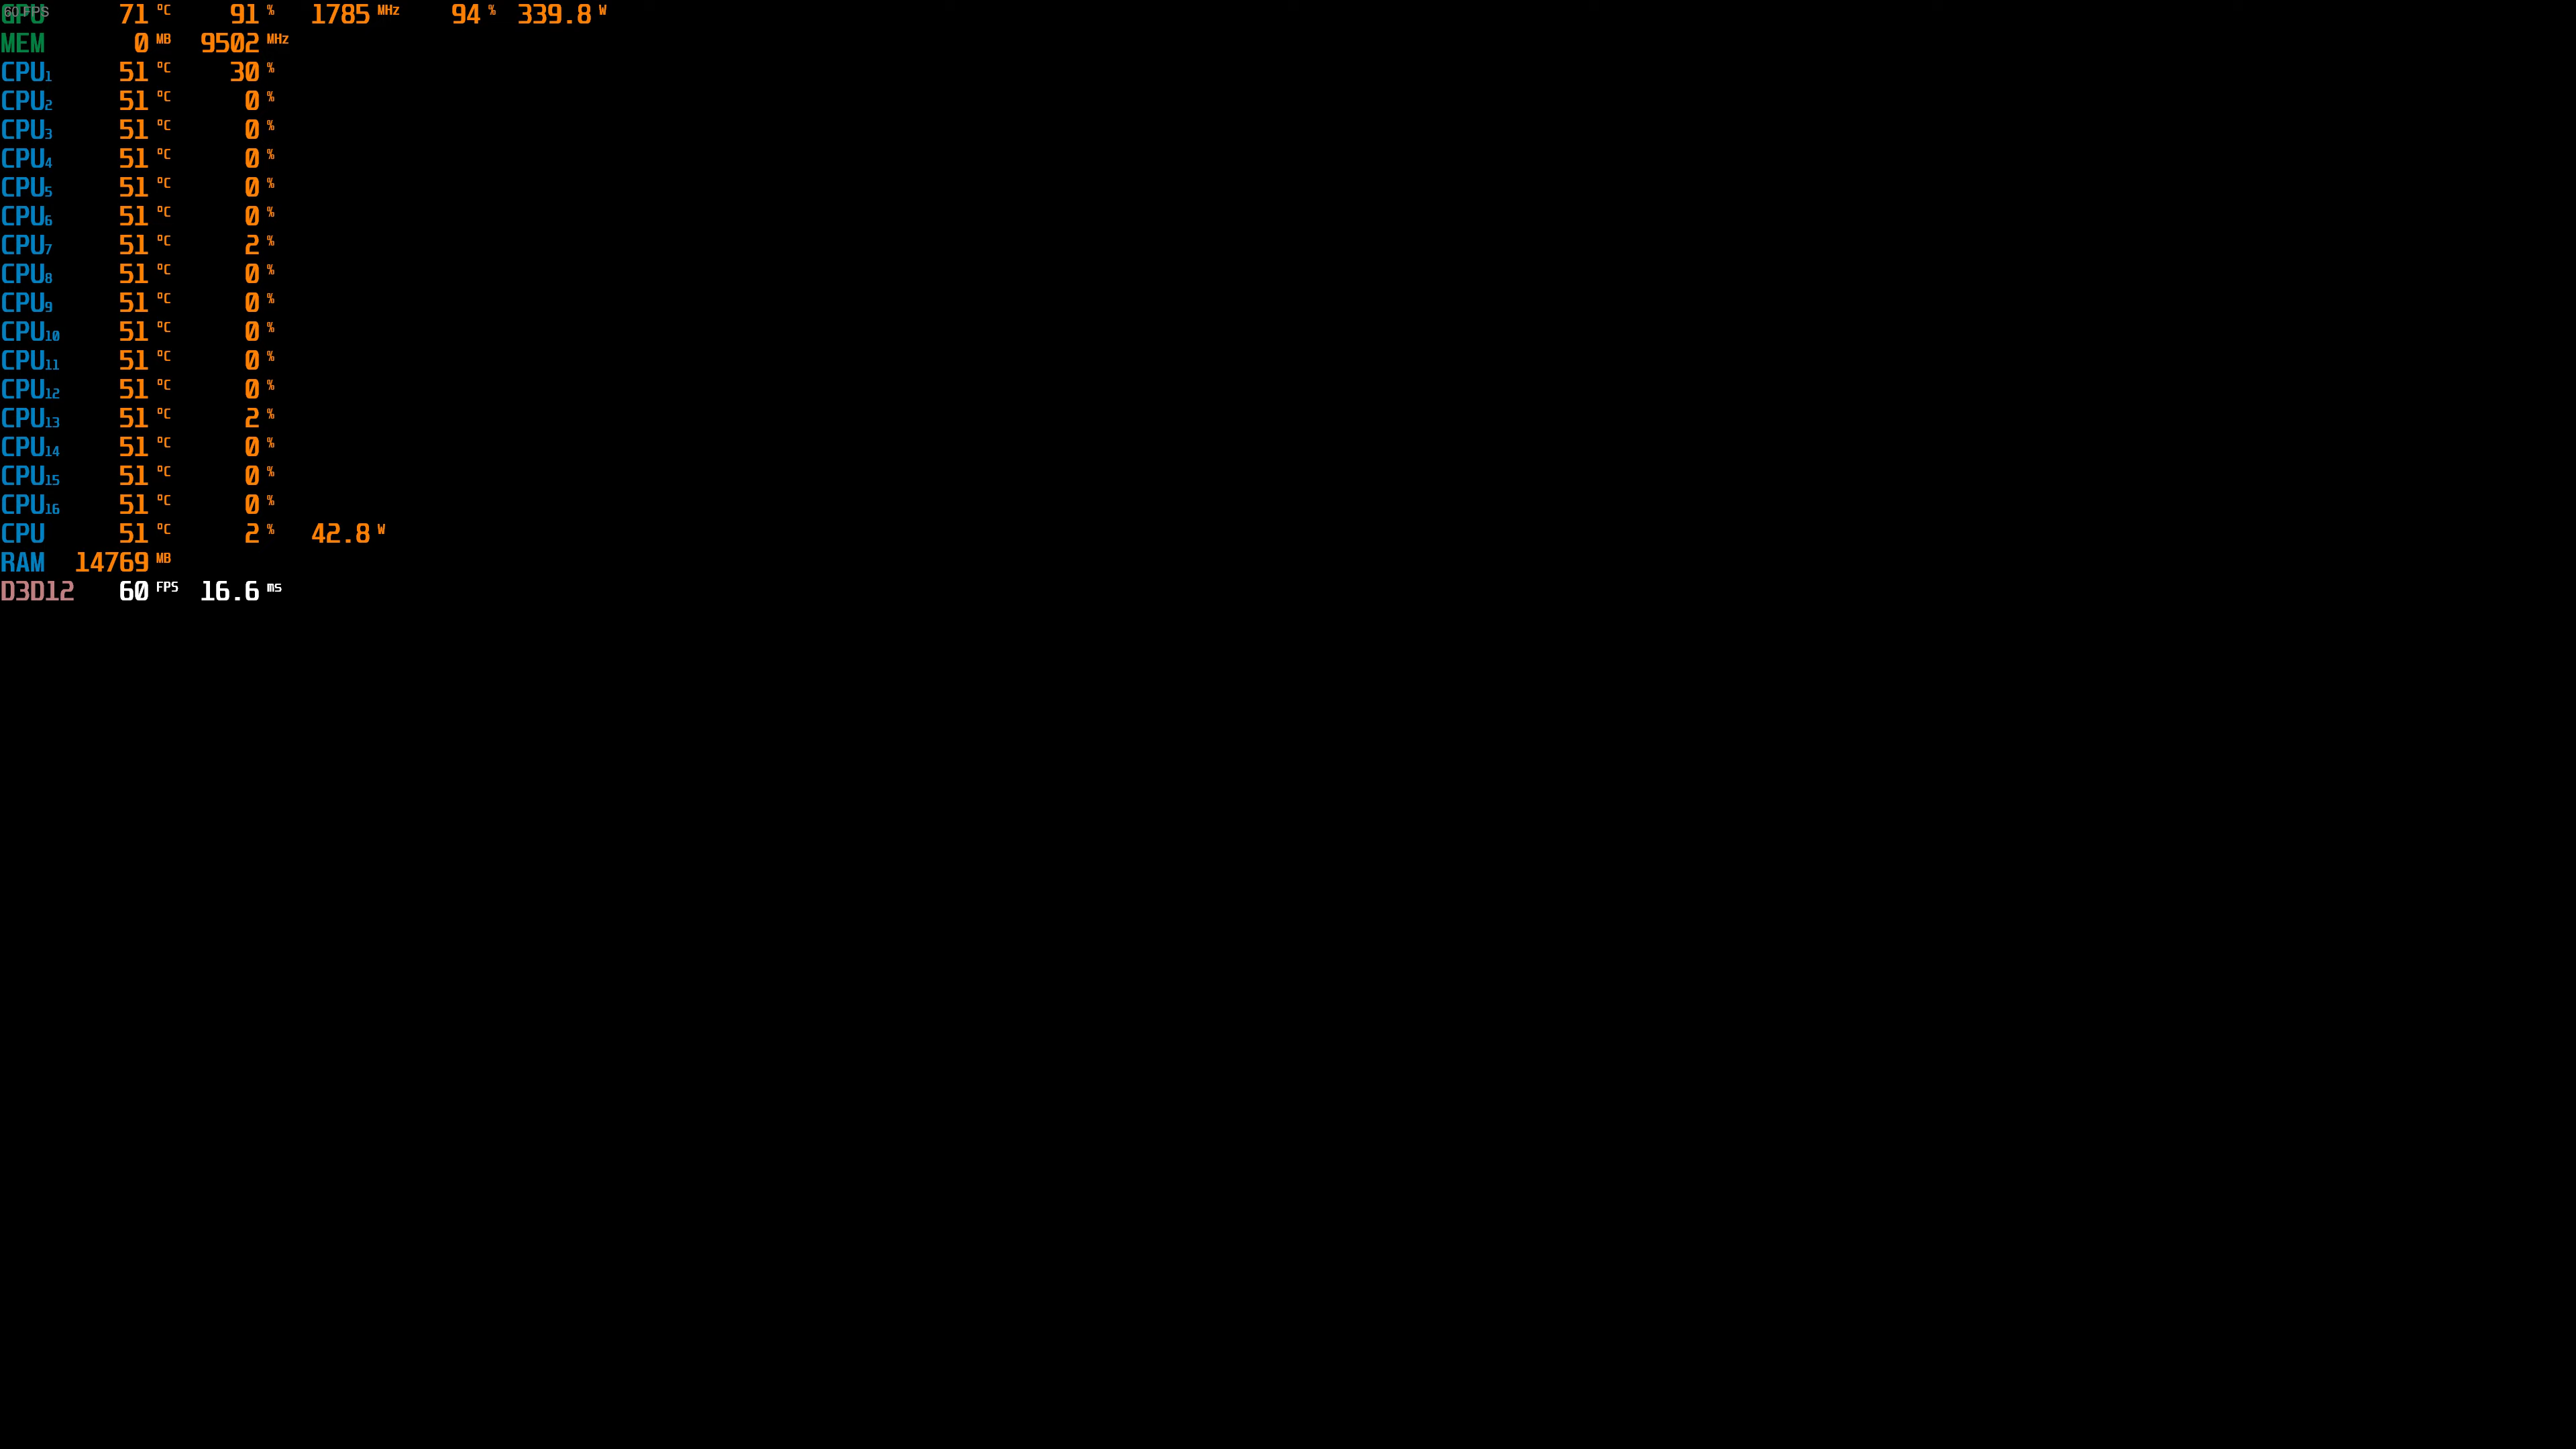 GPU 71 °C 91 % 1785 MHz 94 % 339.8 W
60 FPS
MEM 0 MB 9502 MHz
CPU1 51 °C 30 %
CPU2 51 °C 0 %
CPU3 51 °C 0 %
CPU4 51 °C 0 %
CPU5 51 °C 0 %
CPU6 51 °C 0 %
CPU7 51 °C 2 %
CPU8 51 °C 0 %
CPU9 51 °C 0 %
CPU10 51 °C 0 %
CPU11 51 °C 0 %
CPU12 51 °C 0 %
CPU13 51 °C 2 %
CPU14 51 °C 0 %
CPU15 51 °C 0 %
CPU16 51 °C 0 %
CPU 51 °C 2 % 42.8 W
RAM 14769 MB
D3D12 60 FPS 16.6 ms